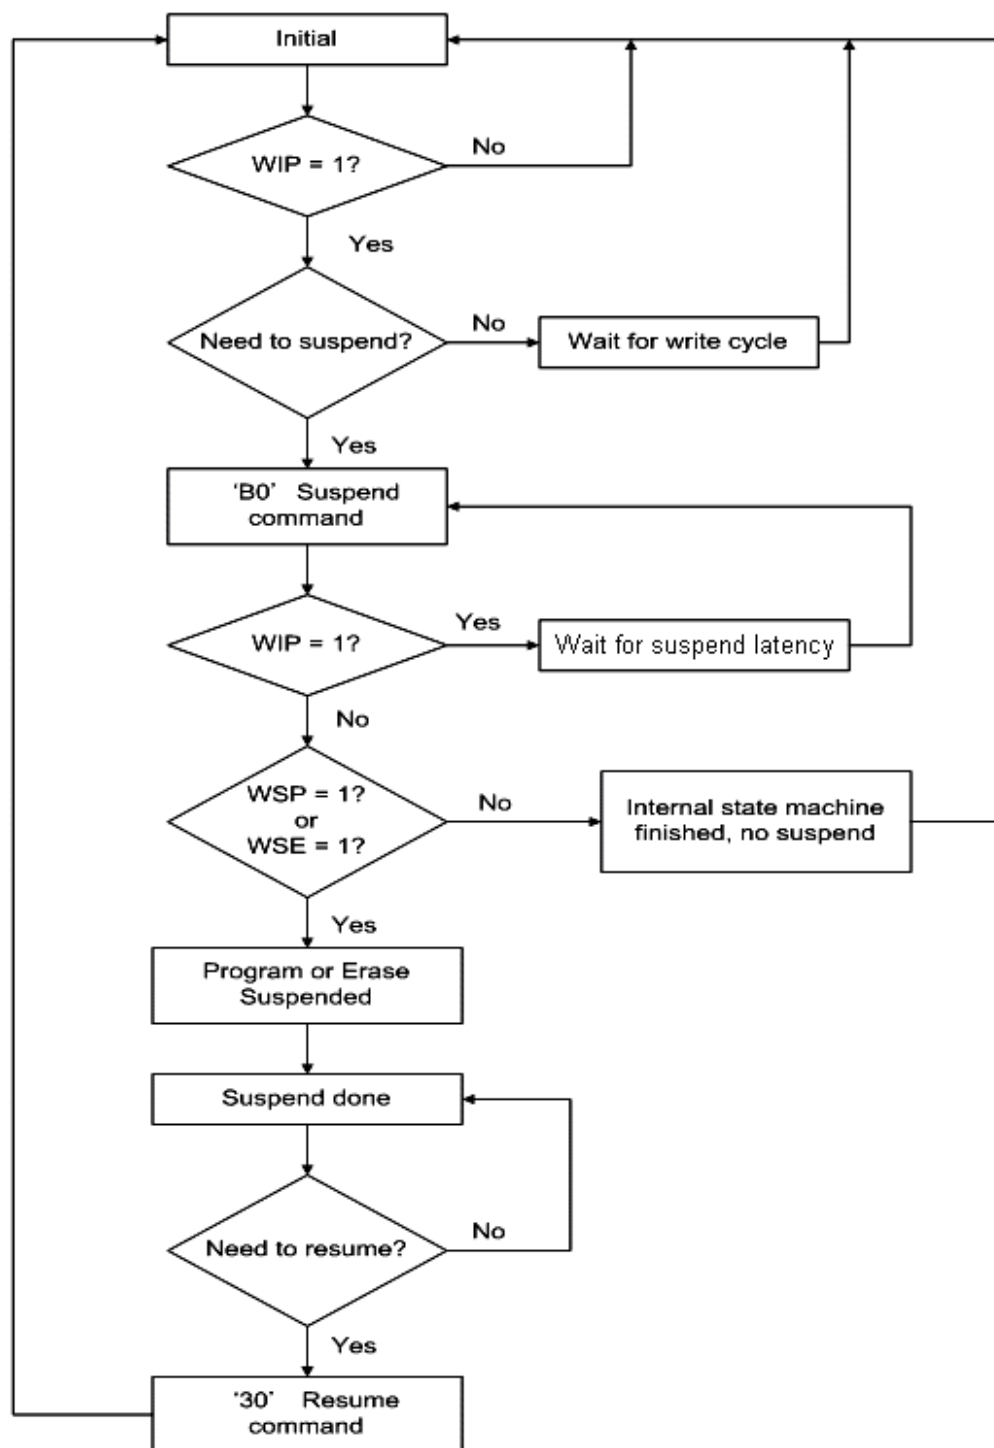 Initial
WIP = 1?
No
Yes
Need to suspend?
No
Wait for write cycle
Yes
‘B0’ Suspend
command
WIP = 1?
Yes
Wait for suspend latency
No
WSP = 1?
or
WSE = 1?
No
Internal state machine
finished, no suspend
Yes
Program or Erase
Suspended
Suspend done
Need to resume?
No
Yes
‘30’ Resume
command